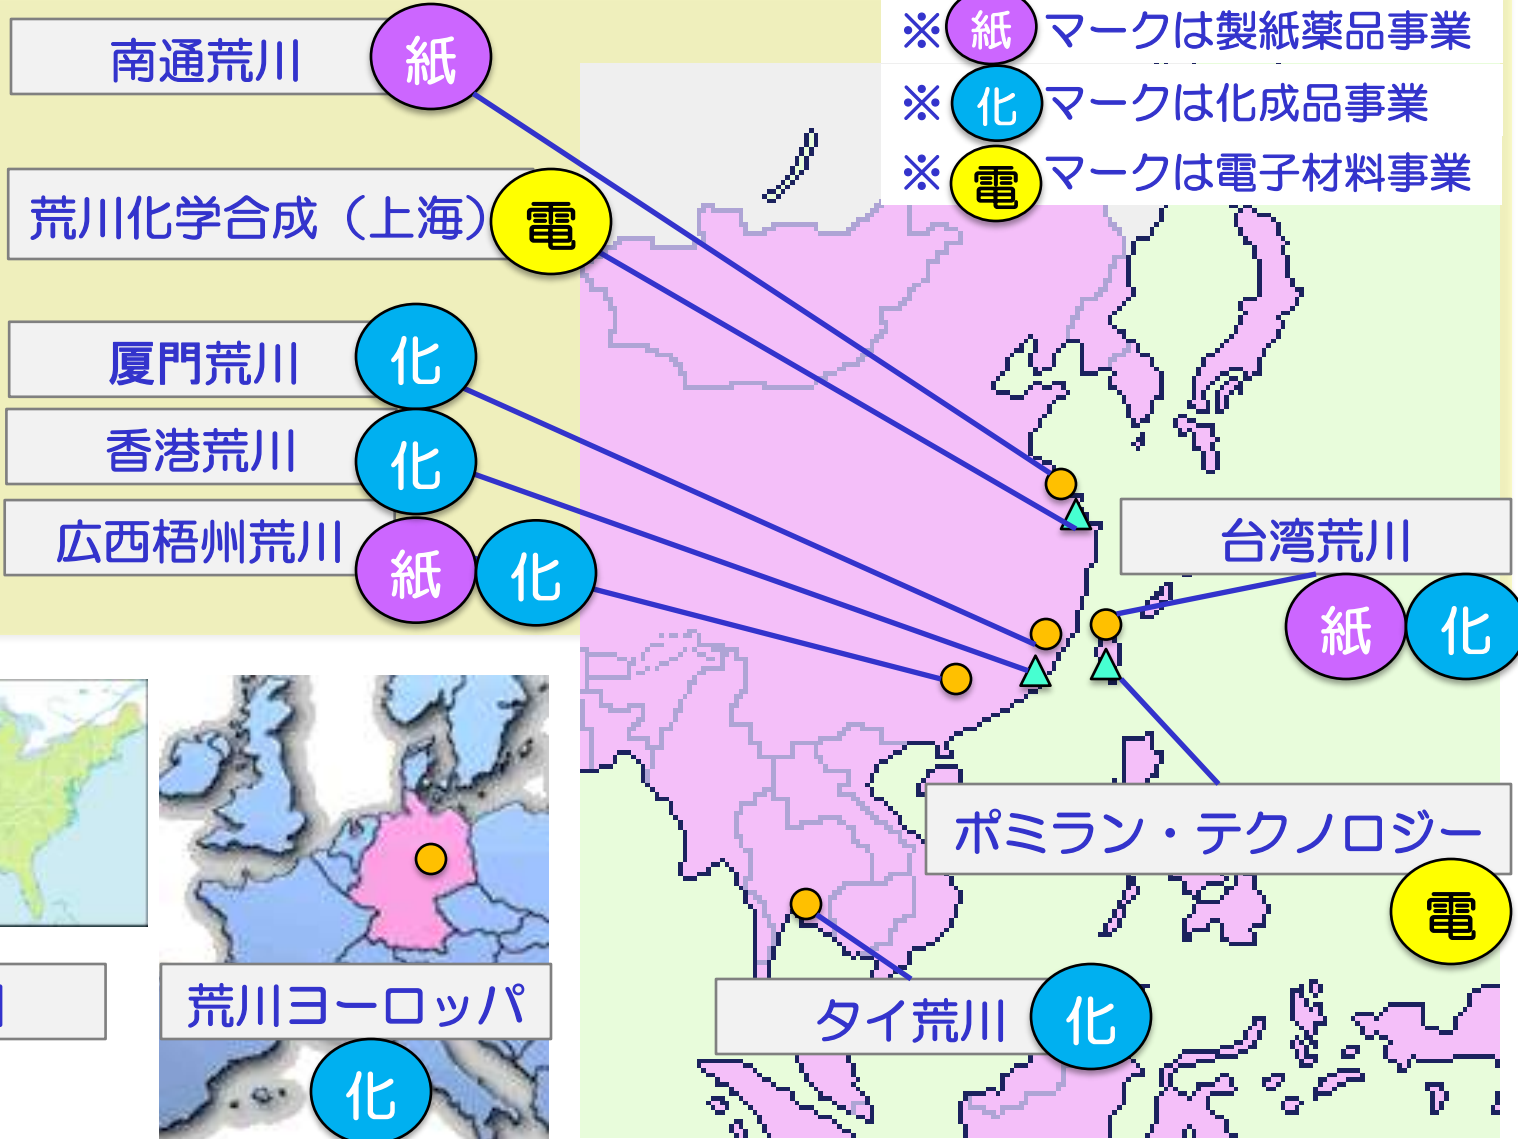 ※紙マークは製紙薬品事業
※化マークは化成品事業
※電マークは電子材料事業
南通荒川 紙
荒川化学合成（上海） 電
厦門荒川 化
香港荒川 化
広西梧州荒川 紙 化
台湾荒川
紙 化
ポミラン・テクノロジー
電
タイ荒川 化
荒川ヨーロッパ
化